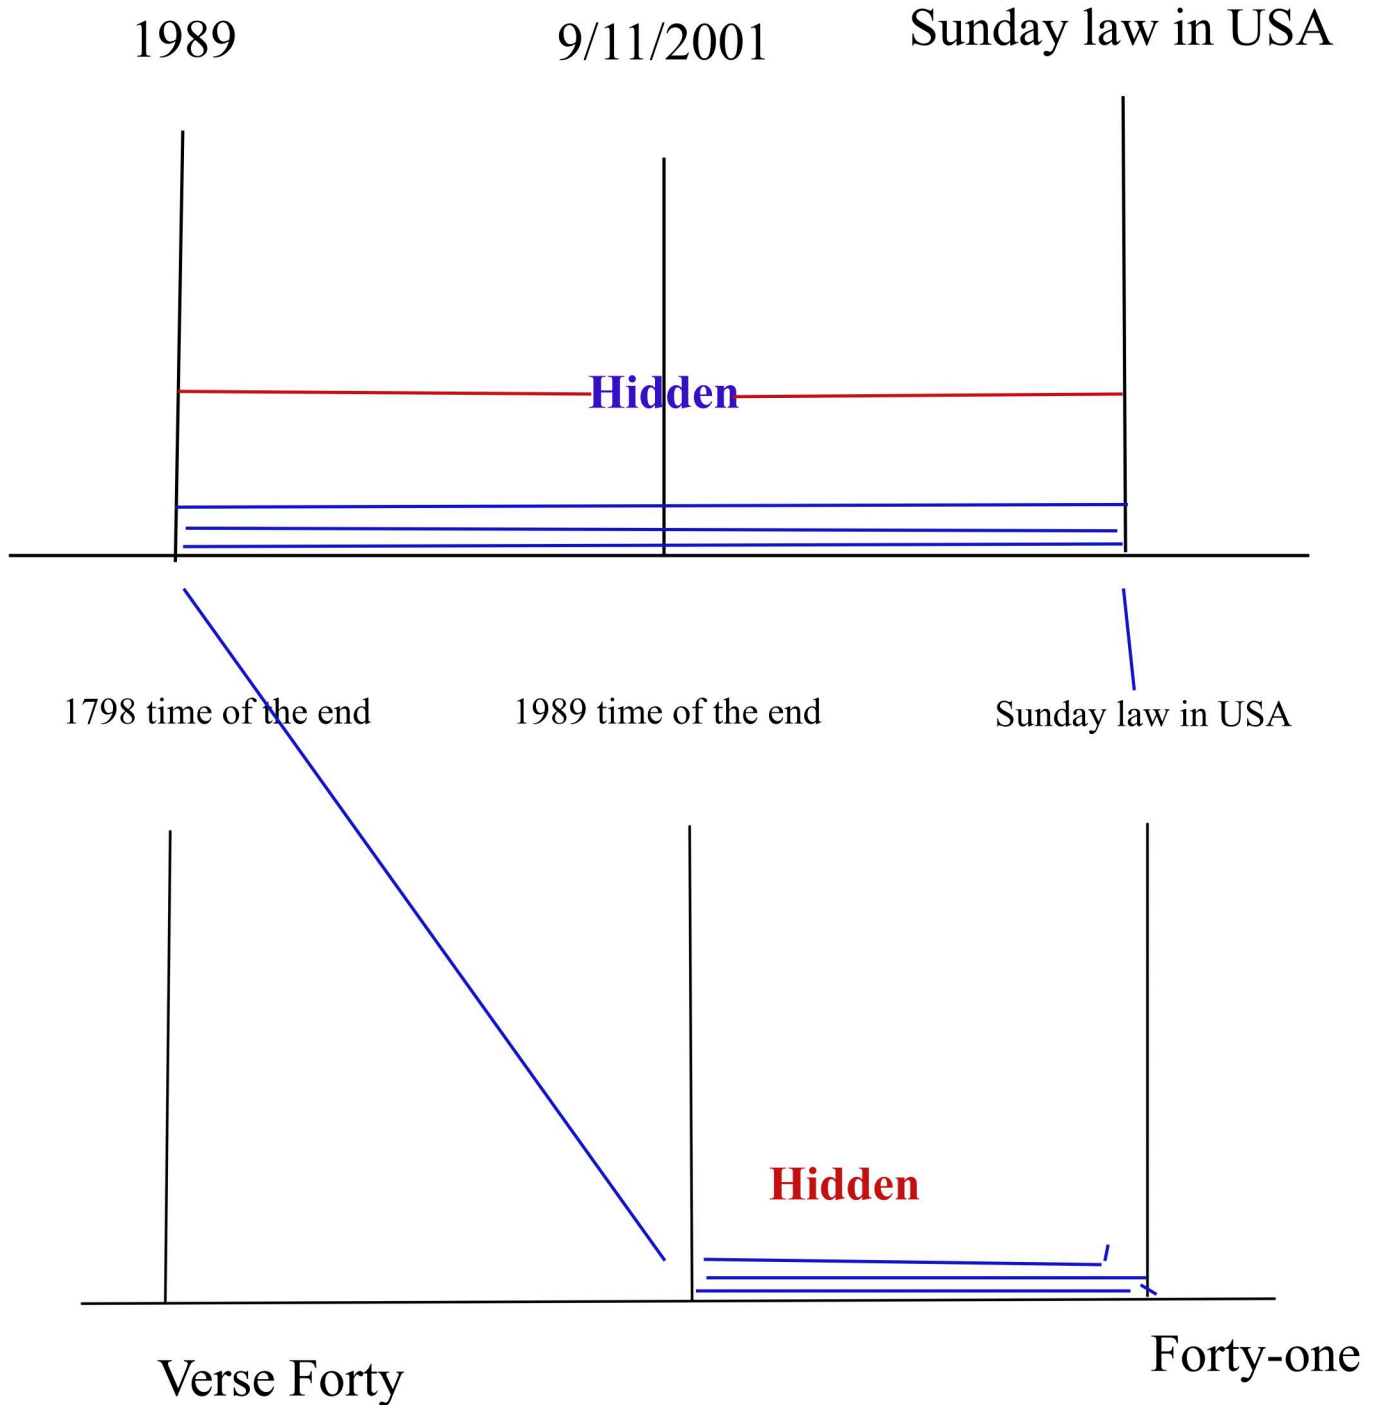 1989
9/11/2001
Sunday law in USA
Hidden
1798 time of the end
1989 time of the end
Sunday law in USA
Hidden
Verse Forty
Forty-one